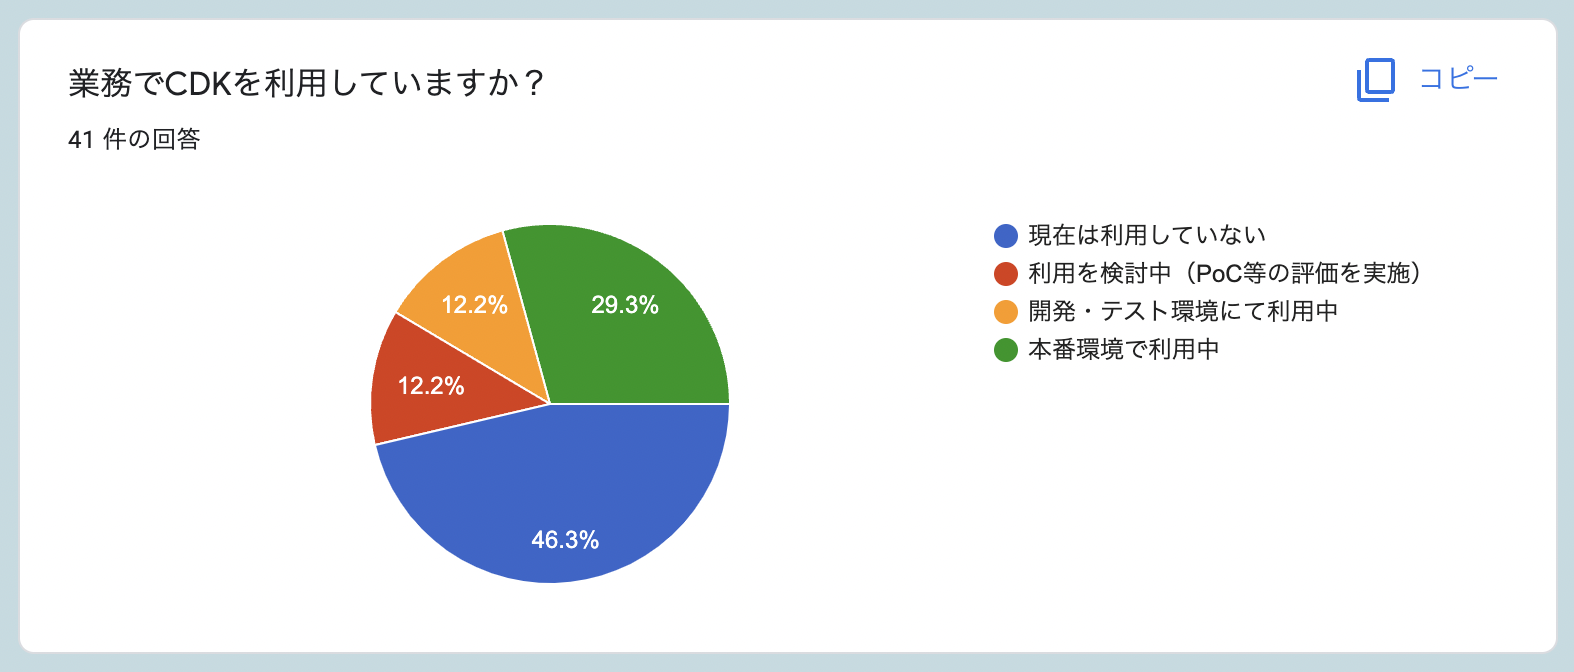 業務でCDKを利用していますか？
コピー
41 件の回答
現在は利用していない
利用を検討中（PoC等の評価を実施）
開発・テスト環境にて利用中
本番環境で利用中
29.3%
12.2%
12.2%
46.3%